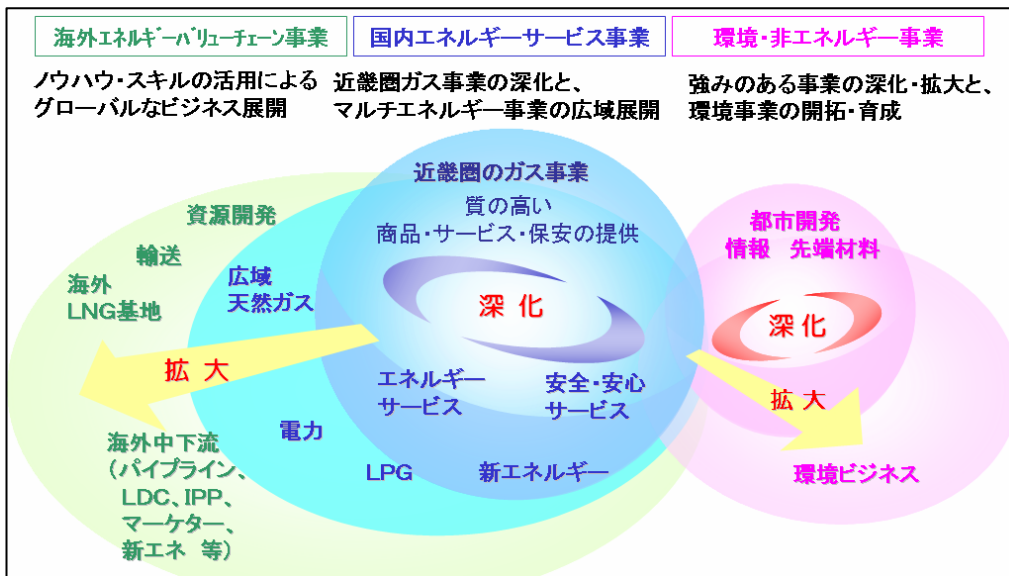 海外エネルギーバリューチェーン事業
国内エネルギーサービス事業
環境・非エネルギー事業
ノウハウ・スキルの活用による
グローバルなビジネス展開
近畿圏ガス事業の深化と、
マルチエネルギー事業の広域展開
強みのある事業の深化・拡大と、
環境事業の開拓・育成
近畿圏のガス事業
質の高い
商品・サービス・保安の提供
深化
資源開発
輸送
海外
LNG基地
広域
天然ガス
拡大
エネルギー
サービス
安全・安心
サービス
電力
LPG
新エネルギー
海外中下流
(パイプライン、
LDC、IPP、
マーケター、
新エネ 等)
都市開発
情報 先端材料
深化
拡大
環境ビジネス